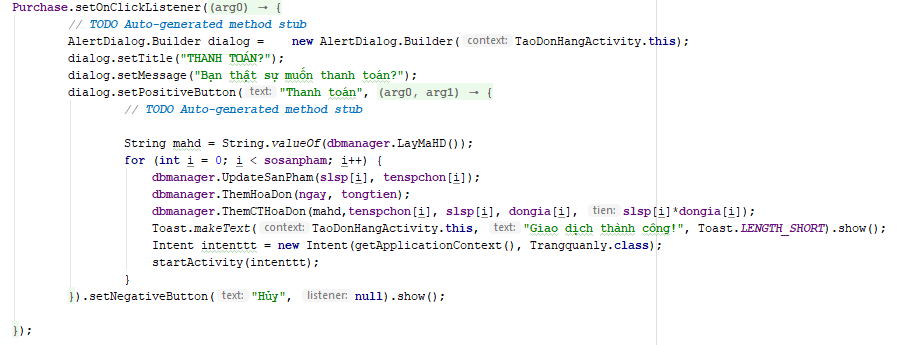 Purchase.setOnClickListener((arg0) → {
// TODO Auto-generated method stub
AlertDialog.Builder dialog = new AlertDialog.Builder( context: TaoDonHangActivity.this);
dialog.setTitle("THANH TOÁN?");
dialog.setMessage("Bạn thật sự muốn thanh toán?");
dialog.setPositiveButton( text: "Thanh toán", (arg0, arg1) → {
// TODO Auto-generated method stub
String mahd = String.valueOf(dbmanager.LayMaHD());
for (int i = 0; i < sosanpham; i++) {
dbmanager.UpdateSanPham(slsp[i], tenspchon[i]);
dbmanager.ThemHoaDon(ngay, tongtien);
dbmanager.ThemCTHoaDon(mahd,tenspchon[i], slsp[i], dongia[i], tien: slsp[i]*dongia[i]);
Toast.makeText( context: TaoDonHangActivity.this, text: "Giao dịch thành công!", Toast.LENGTH_SHORT).show();
Intent intenttt = new Intent(getApplicationContext(), Trangquanly.class);
startActivity(intenttt);
}
}).setNegativeButton( text: "Hủy", listener: null).show();
});